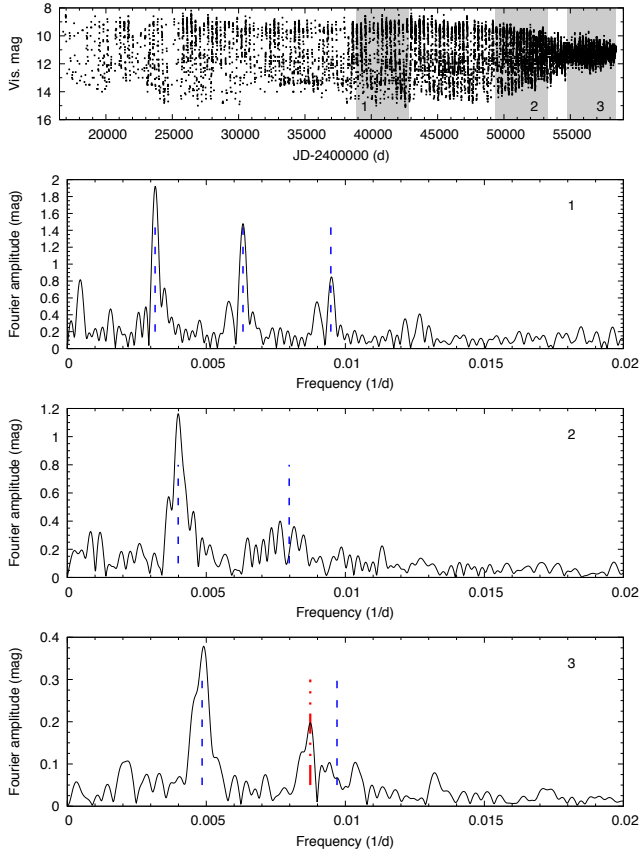 8
10
12
14
16
Vis. mag
1
2
3
20000 25000 30000 35000 40000 45000 50000 55000
JD-2400000 (d)
2
1.8
1.6
1.4
1.2
1
0.8
0.6
0.4
0.2
0
Fourier amplitude (mag)
1
0 0.005 0.01 0.015 0.02
Frequency (1/d)
1.2
1
0.8
0.6
0.4
0.2
0
Fourier amplitude (mag)
2
0 0.005 0.01 0.015 0.02
Frequency (1/d)
0.4
0.3
0.2
0.1
0
Fourier amplitude (mag)
3
0 0.005 0.01 0.015 0.02
Frequency (1/d)